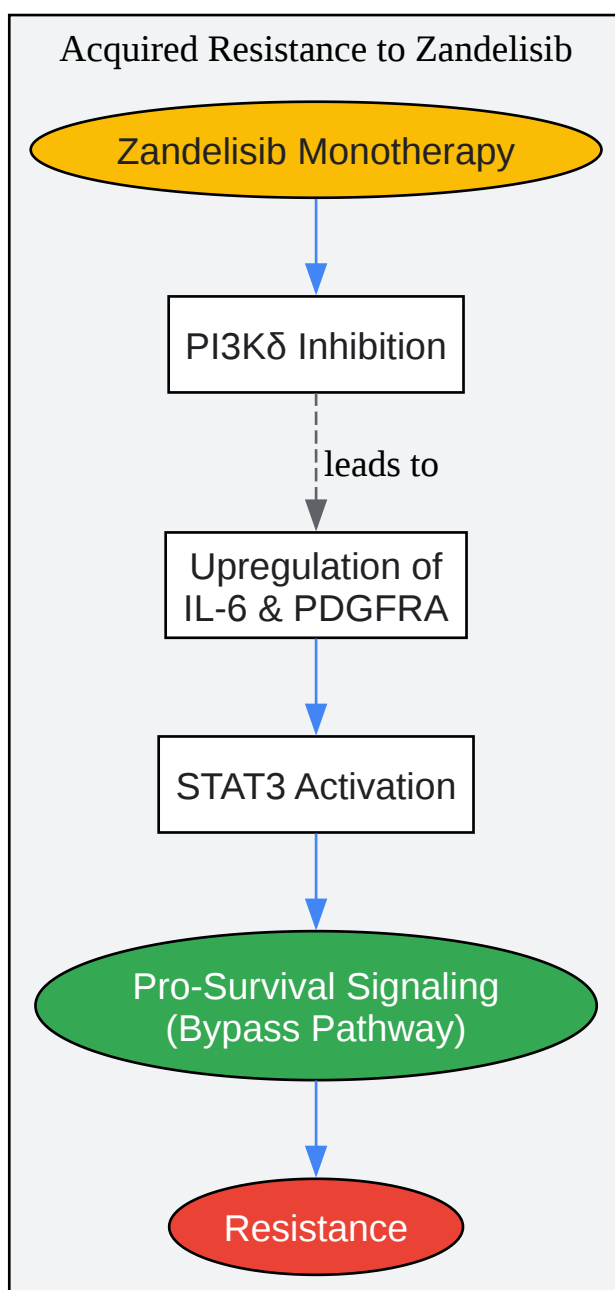 Acquired Resistance to Zandelisib
Zandelisib Monotherapy
PI3Kδ Inhibition
leads to
Upregulation of
IL-6 & PDGFRA
STAT3 Activation
Pro-Survival Signaling
(Bypass Pathway)
Resistance